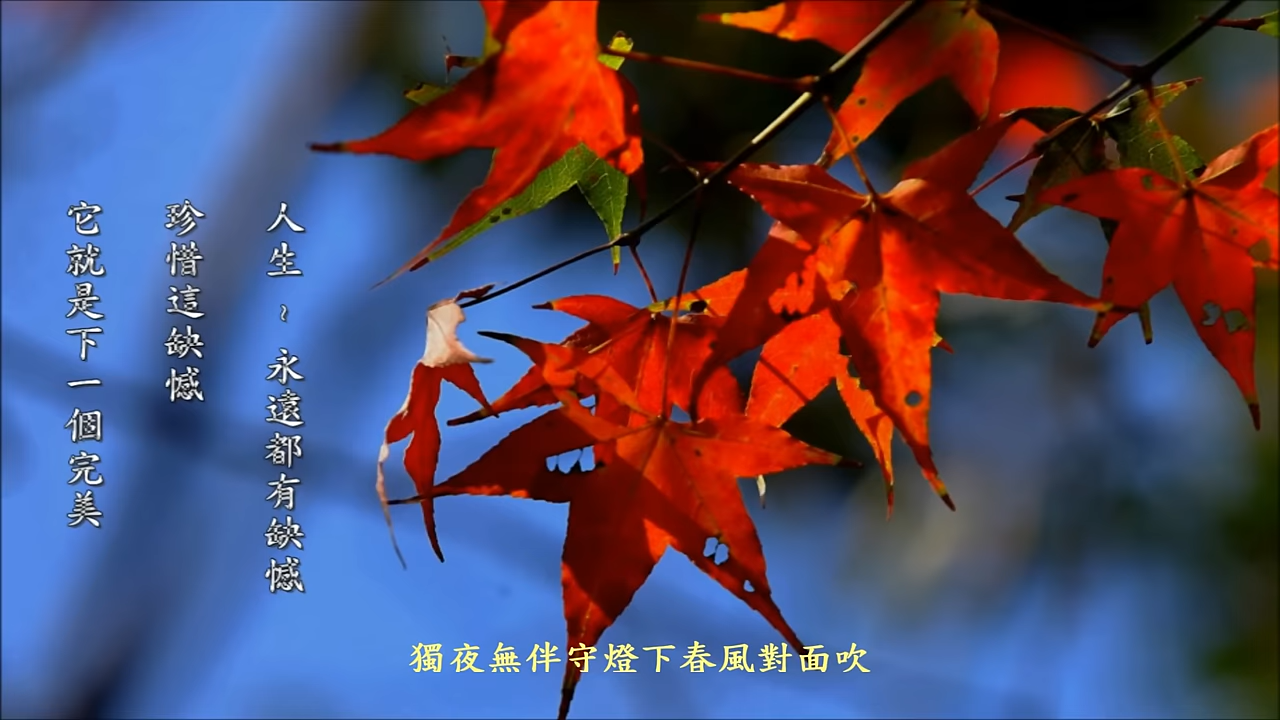 人生～永遠都有缺憾
珍惜這缺憾
它就是下一個完美
獨夜無伴守燈下春風對面吹